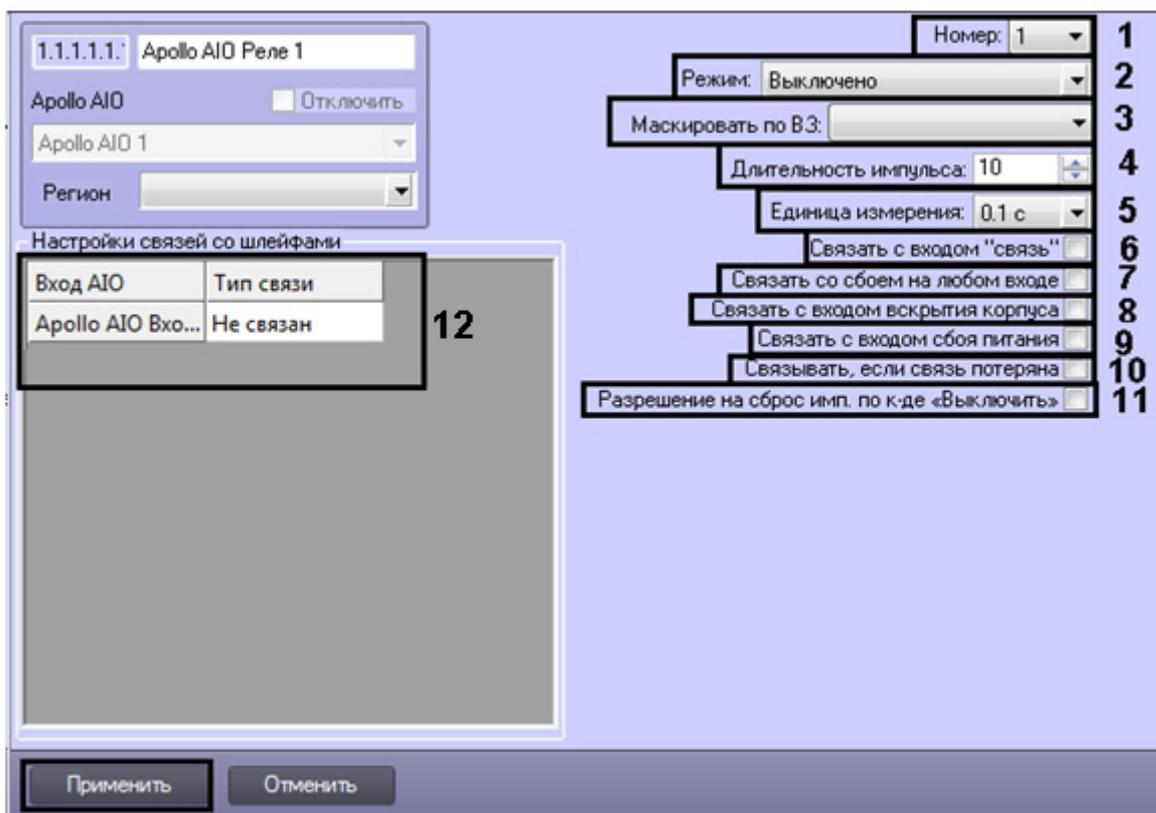 1.1.1.1.1. Apollo AIO Реле 1
Apollo AIO Отключить
Apollo AIO 1
Регион
Настройки связей со шлейфами
Вход AIO Тип связи
Apollo AIO Вхо... Не связан
12
Номер: 1 1
Режим: Выключено 2
Маскировать по ВЗ: 3
Длительность импульса: 10 4
Единица измерения: 0.1 с 5
Связать с входом "связь" 6
Связать со сбоем на любом входе 7
Связать с входом вскрытия корпуса 8
Связать с входом сбоя питания 9
Связывать, если связь потеряна 10
Разрешение на сброс имп. по к-де «Выключить» 11
Применить Отменить